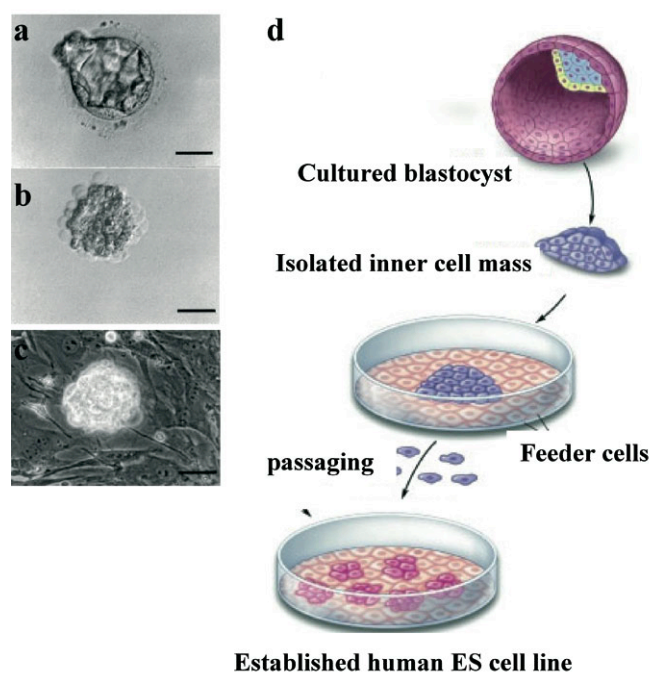 a
b
c
d
Cultured blastocyst
Isolated inner cell mass
Feeder cells
passaging
Established human ES cell line